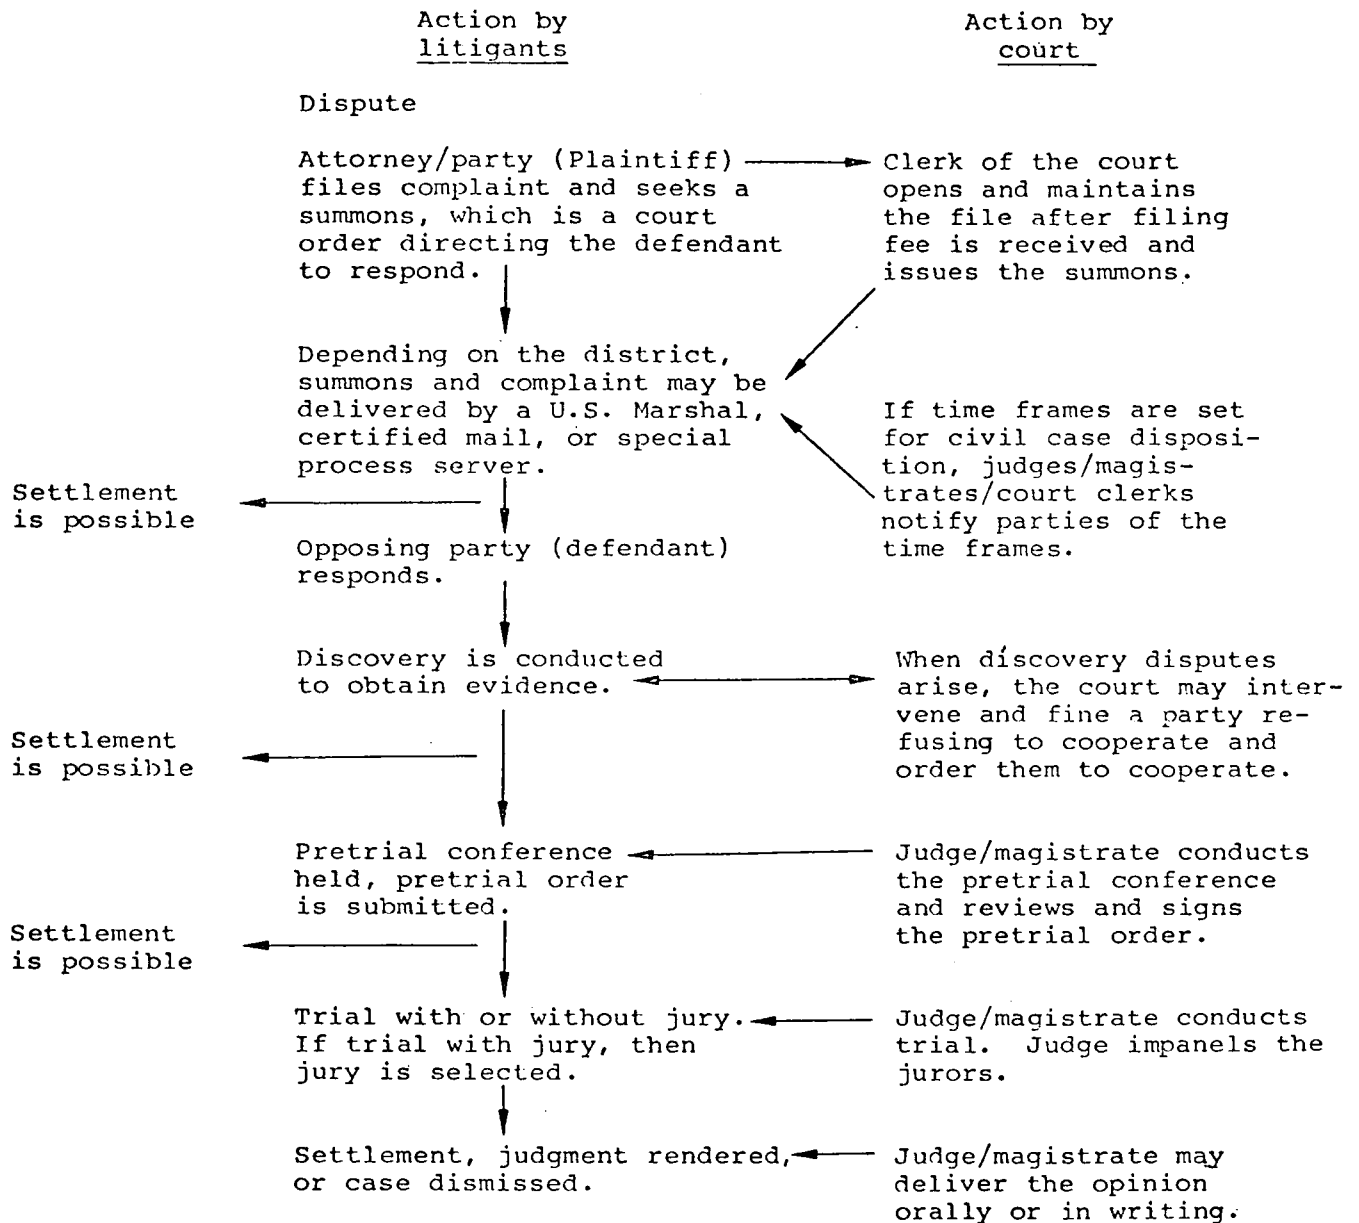 Action by
litigants
Action by
court
Dispute
Attorney/party (Plaintiff)
files complaint and seeks a
summons, which is a court
order directing the defendant
to respond.
Clerk of the court
opens and maintains
the file after filing
fee is received and
issues the summons.
Depending on the district,
summons and complaint may be
delivered by a U.S. Marshal,
certified mail, or special
process server.
If time frames are set
for civil case disposi-
tion, judges/magis-
trates/court clerks
notify parties of the
time frames.
Settlement
is possible
Opposing party (defendant)
responds.
Discovery is conducted
to obtain evidence.
When discovery disputes
arise, the court may inter-
vene and fine a party re-
fusing to cooperate and
order them to cooperate.
Settlement
is possible
Pretrial conference
held, pretrial order
is submitted.
Judge/magistrate conducts
the pretrial conference
and reviews and signs
the pretrial order.
Settlement
is possible
Trial with or without jury.
If trial with jury, then
jury is selected.
Judge/magistrate conducts
trial. Judge impanels the
jurors.
Settlement, judgment rendered,
or case dismissed.
Judge/magistrate may
deliver the opinion
orally or in writing.